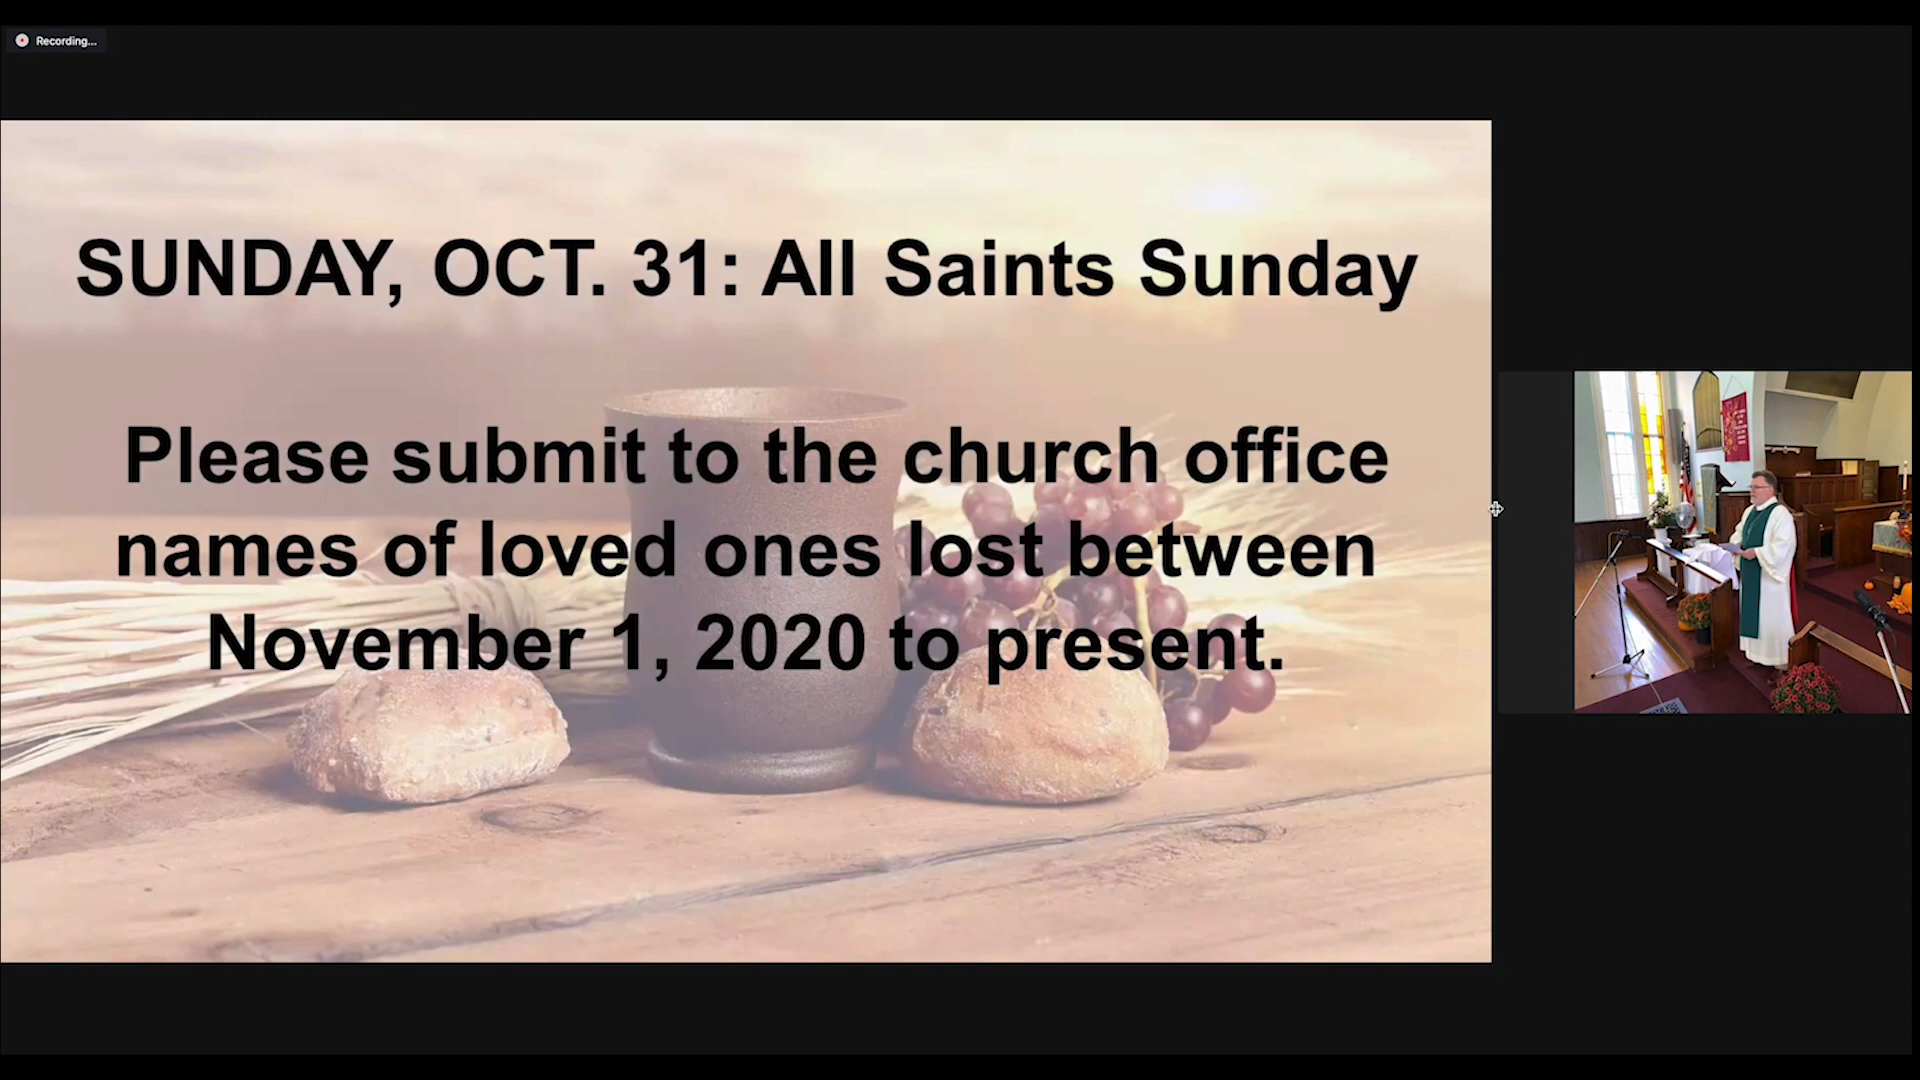 Recording...
SUNDAY, OCT. 31: All Saints Sunday
Please submit to the church office
names of loved ones lost between
November 1, 2020 to present.